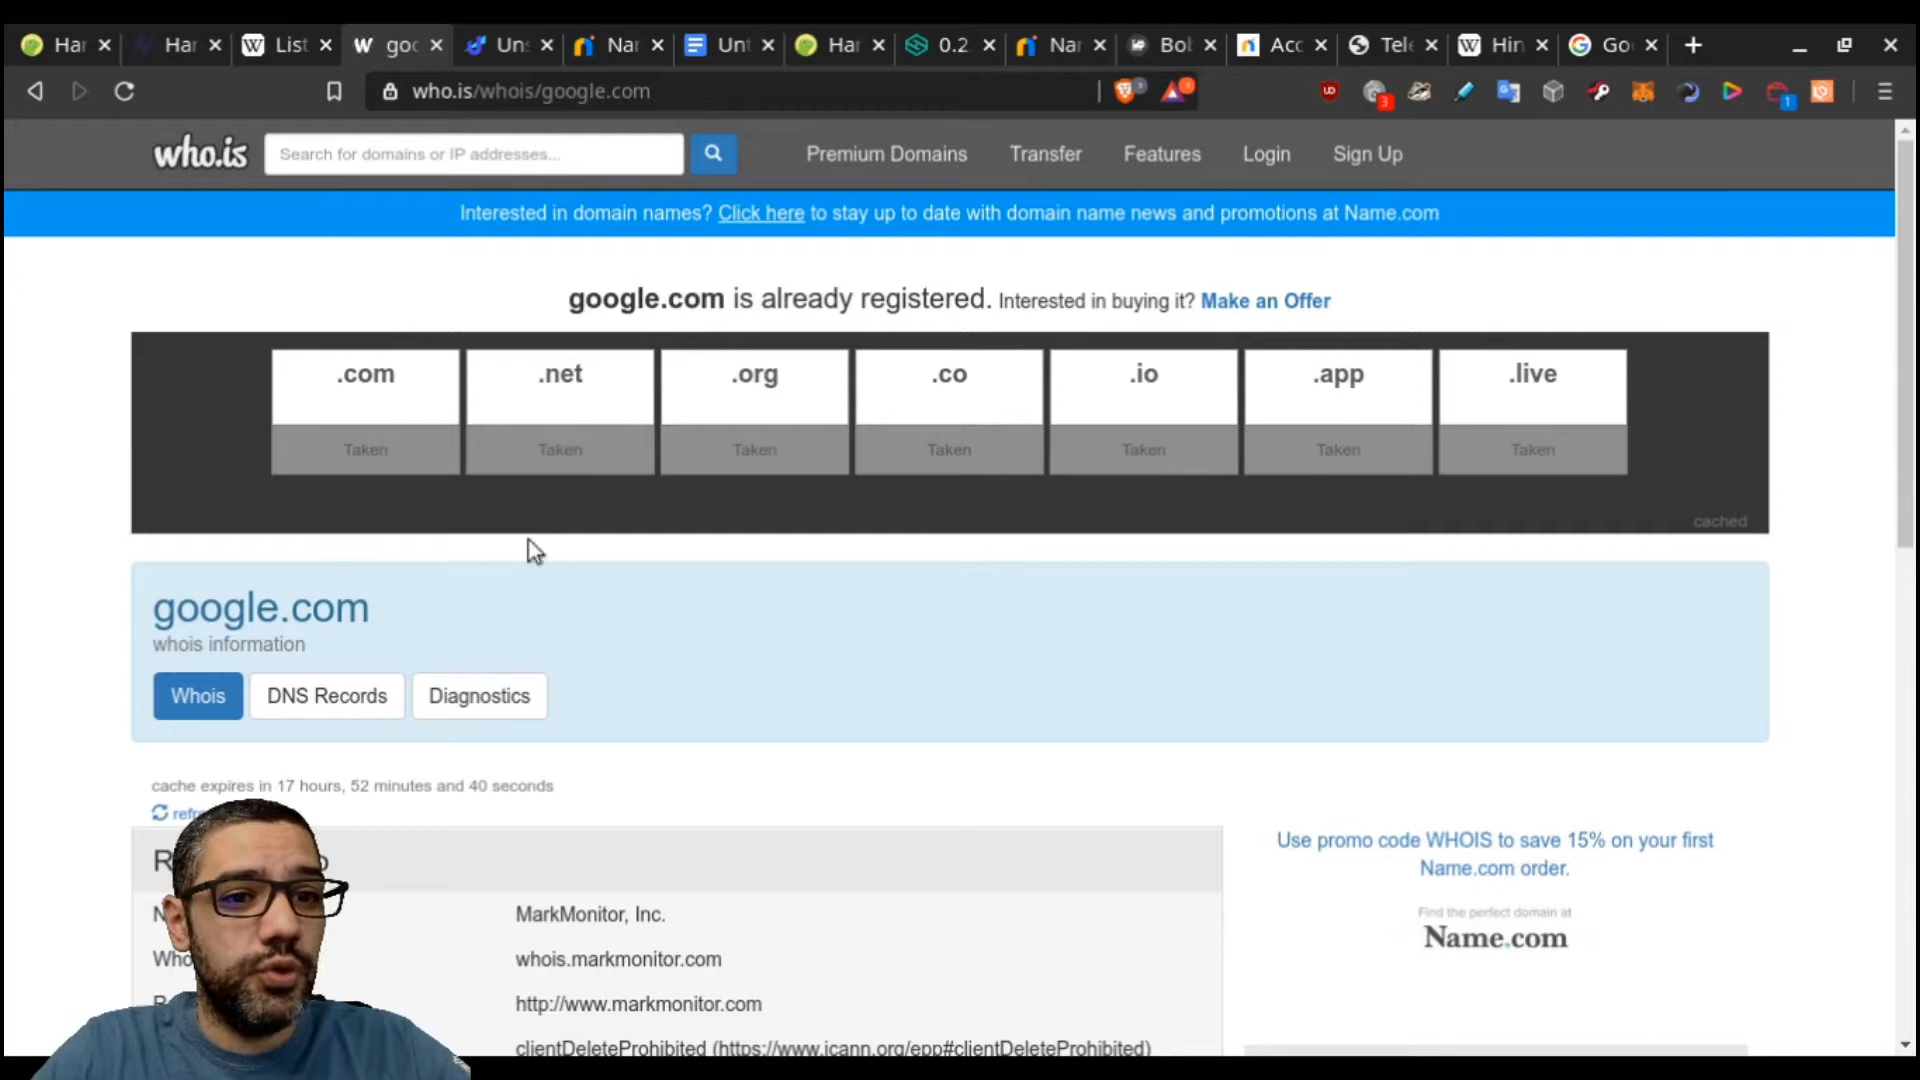 Har
Har
List
goo
Uns
Nar
Unt
Har
0.2
Nar
Bol
Acc
Tele
Hin
Go
who.is/whois/google.com
3
1
who.is
Search for domains or IP addresses...
Premium Domains
Transfer
Features
Login
Sign Up
Interested in domain names? Click here to stay up to date with domain name news and promotions at Name.com
google.com is already registered. Interested in buying it? Make an Offer
.com
.net
.org
.co
.io
.app
.live
Taken
Taken
Taken
Taken
Taken
Taken
Taken
cached
google.com
whois information
Whois
DNS Records
Diagnostics
cache expires in 17 hours, 52 minutes and 40 seconds
MarkMonitor, Inc.
whois.markmonitor.com
http://www.markmonitor.com
clientDeleteProhibited (https://www.icann.org/epp#clientDeleteProhibited)
Use promo code WHOIS to save 15% on your first
Name.com order.
Find the perfect domain at
Name.com